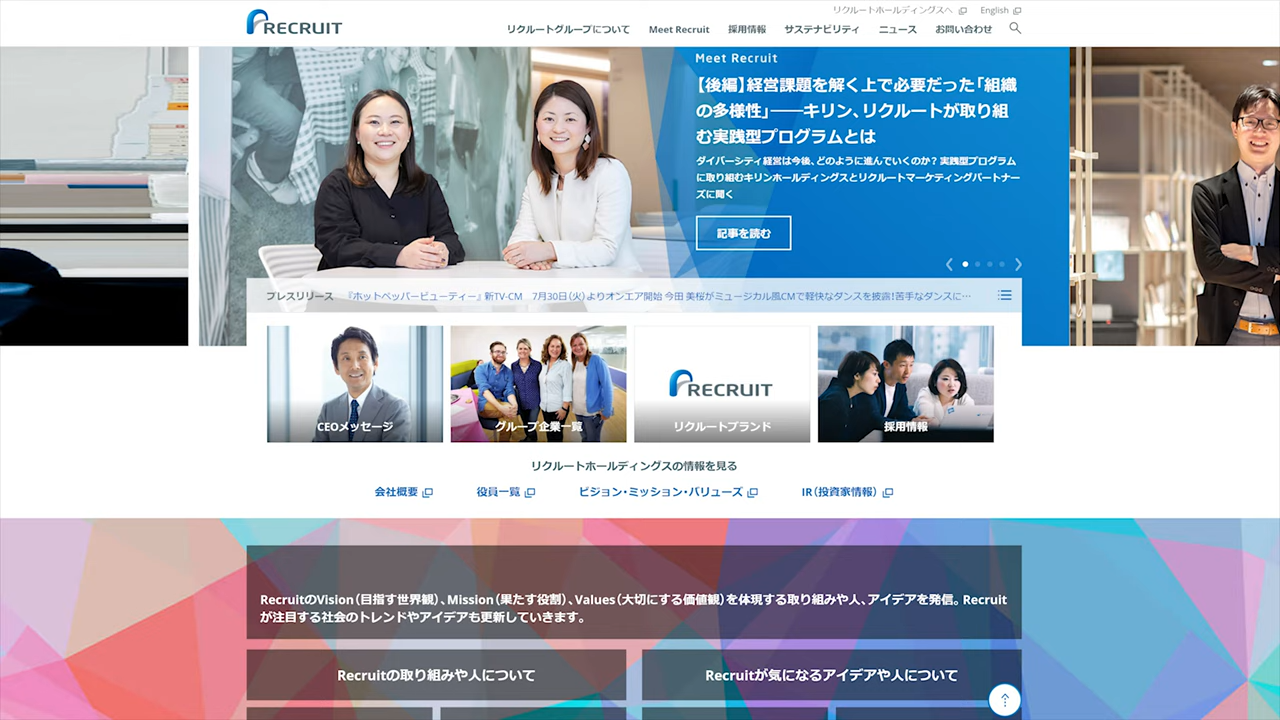 RECRUIT
リクルートホールディングスへ
English
リクルートグループについて
Meet Recruit
採用情報
サステナビリティ
ニュース
お問い合わせ
Meet Recruit
【後編】経営課題を解く上で必要だった「組織
の多様性」――キリン、リクルートが取り組
む実践型プログラムとは
ダイバーシティ経営は今後、どのように進んでいくのか？ 実践型プログラム
に取り組むキリンホールディングスとリクルートマーケティングパートナー
ズに聞く
記事を読む
プレスリリース
『ホットペッパービューティー』 新TV-CM　7月30日（火）よりオンエア開始 今田 美桜がミュージカル風CMで軽快なダンスを披露！苦手なダンスに…
CEOメッセージ
グループ企業一覧
RECRUIT
リクルートブランド
採用情報
リクルートホールディングスの情報を見る
会社概要
役員一覧
ビジョン・ミッション・バリューズ
IR（投資家情報）
RecruitのVision（目指す世界観）、Mission（果たす役割）、Values（大切にする価値観）を体現する取り組みや人、アイデアを発信。Recruit
が注目する社会のトレンドやアイデアも更新していきます。
Recruitの取り組みや人について
Recruitが気になるアイデアや人について